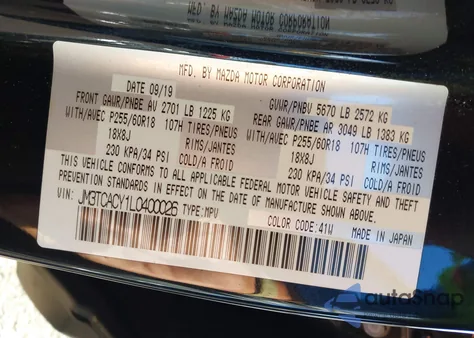 MFD. BY MAZDA MOTOR CORPORATION
DATE 09/19
GVWR/PNBV 5670 LB 2572 KG
FRONT GAWR/PNBE AV 2701 LB 1225 KG
REAR GAWR/PNBE AR 3049 LB 1383 KG
WITH/AVEC P255/60R18 107H TIRES/PNEUS
WITH/AVEC P255/60R18 107H TIRES/PNEUS
18X8J RIMS/JANTES
18X8J RIMS/JANTES
230 KPA/34 PSI COLD/A FROID
230 KPA/34 PSI COLD/A FROID
THIS VEHICLE CONFORMS TO ALL APPLICABLE FEDERAL MOTOR VEHICLE SAFETY AND THEFT
PREVENTION STANDARDS IN EFFECT ON THE DATE OF MANUFACTURE SHOWN ABOVE.
VIN: JM3TCACY1L0400026 TYPE:MPV
COLOR CODE:41W MADE IN JAPAN
autosnap